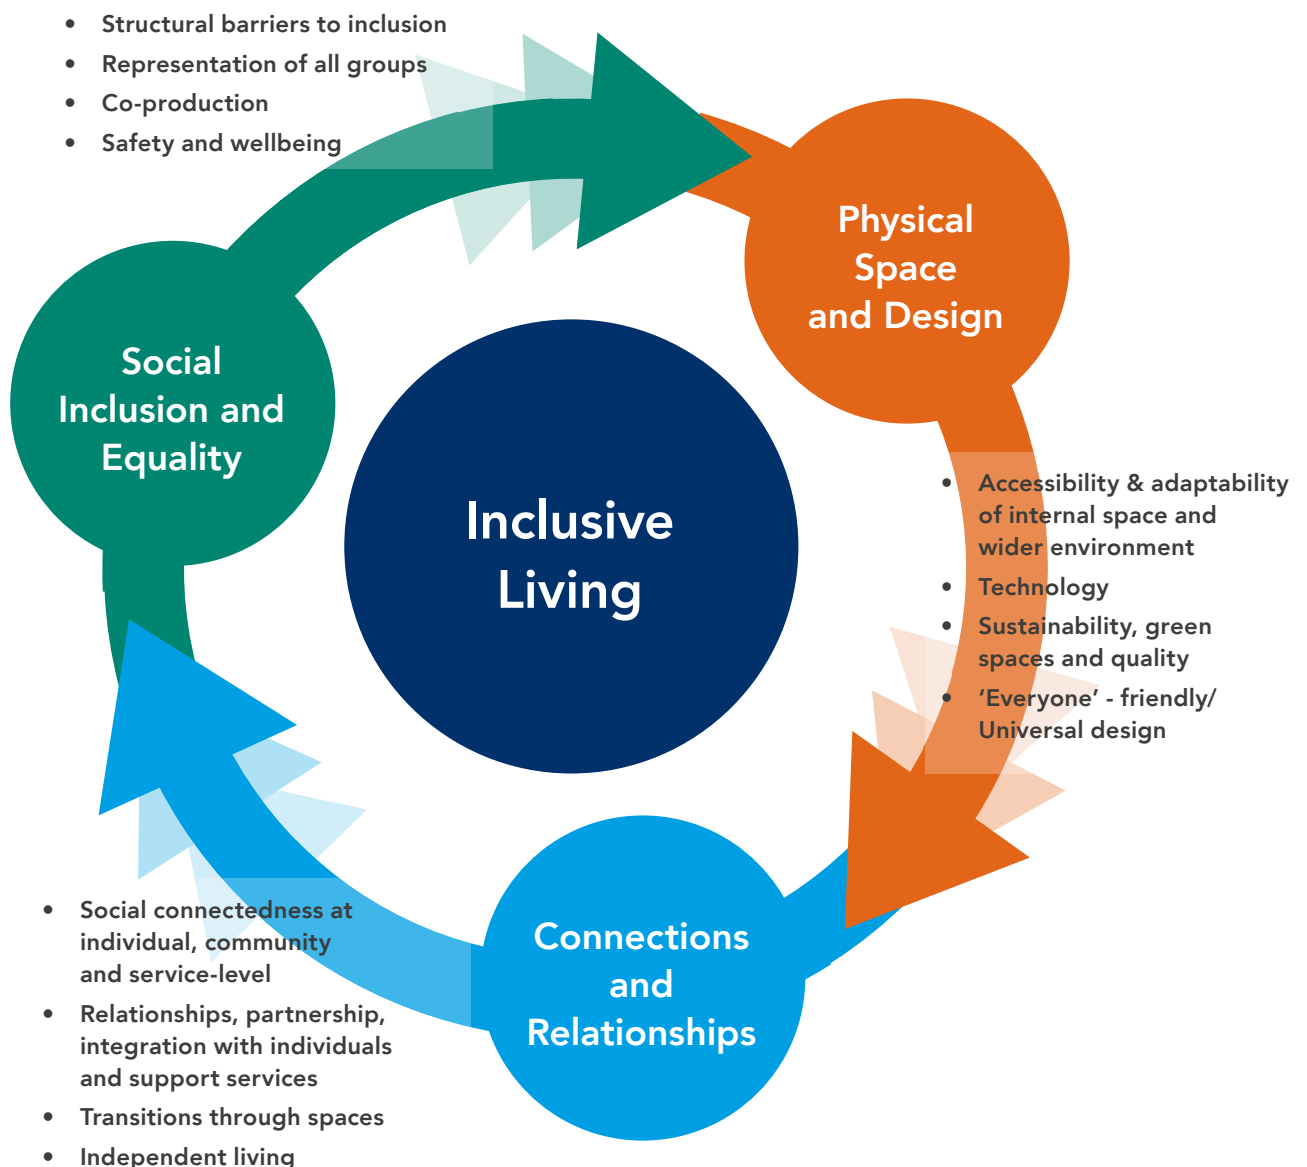 • Structural barriers to inclusion
• Representation of all groups
• Co-production
• Safety and wellbeing
Physical
Space
and Design
Social
Inclusion and
Equality
Inclusive
Living
• Accessibility & adaptability
of internal space and
wider environment
• Technology
• Sustainability, green
spaces and quality
• ‘Everyone’ - friendly/
Universal design
Connections
and
Relationships
• Social connectedness at
individual, community
and service-level
• Relationships, partnership,
integration with individuals
and support services
• Transitions through spaces
• Independent living